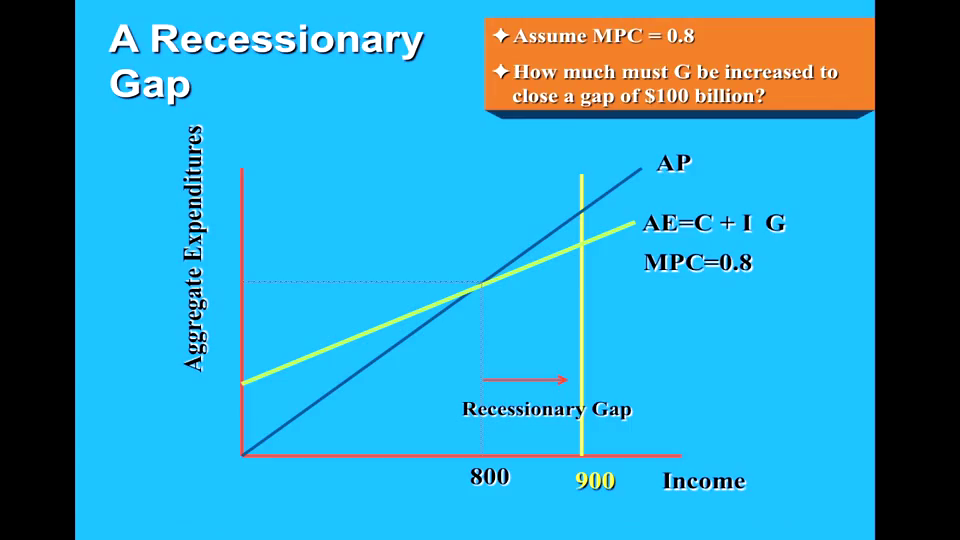 A Recessionary
Gap
✦ Assume MPC = 0.8
✦ How much must G be increased to
close a gap of $100 billion?
Aggregate Expenditures
AP
AE=C + I  G
MPC=0.8
Recessionary Gap
800
900
Income